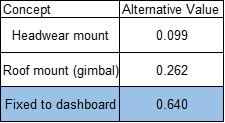 Concept Alternative Value
Headwear mount 0.099
Roof mount (gimbal) 0.262
Fixed to dashboard 0.640